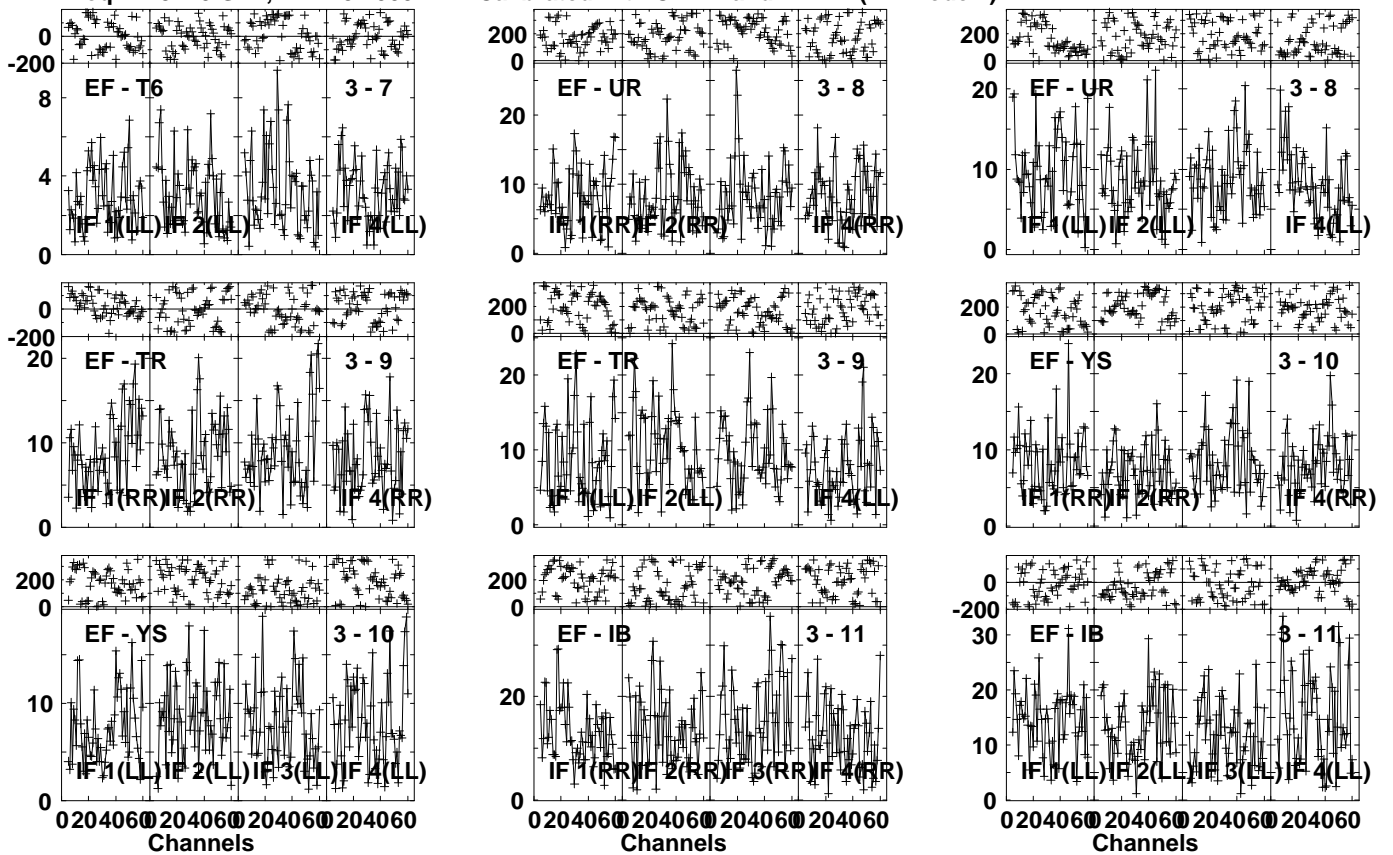 0
-200
EF - T6 3 - 7
8
4
0
IF 1(LL) IF 2(LL) IF 4(LL)
200
0
EF - UR 3 - 8
20
10
0
IF 1(RR) IF 2(RR) IF 4(RR)
200
0
EF - UR 3 - 8
20
10
0
IF 1(LL) IF 2(LL) IF 4(LL)
0
-200
EF - TR 3 - 9
20
10
0
IF 1(RR) IF 2(RR) IF 4(RR)
200
0
EF - TR 3 - 9
20
10
0
IF 1(LL) IF 2(LL) IF 4(LL)
200
0
EF - YS 3 - 10
20
10
0
IF 1(RR) IF 2(RR) IF 4(RR)
200
0
EF - YS 3 - 10
10
0
IF 1(LL) IF 2(LL) IF 3(LL) IF 4(LL)
0 20 40 60 0 20 40 60 0 20 40 60 0 20 40 60
Channels
200
0
EF - IB 3 - 11
20
0
IF 1(RR) IF 2(RR) IF 3(RR) IF 4(RR)
0 20 40 60 0 20 40 60 0 20 40 60 0 20 40 60
Channels
0
-200
EF - IB 3 - 11
30
20
10
0
IF 1(LL) IF 2(LL) IF 3(LL) IF 4(LL)
0 20 40 60 0 20 40 60 0 20 40 60 0 20 40 60
Channels